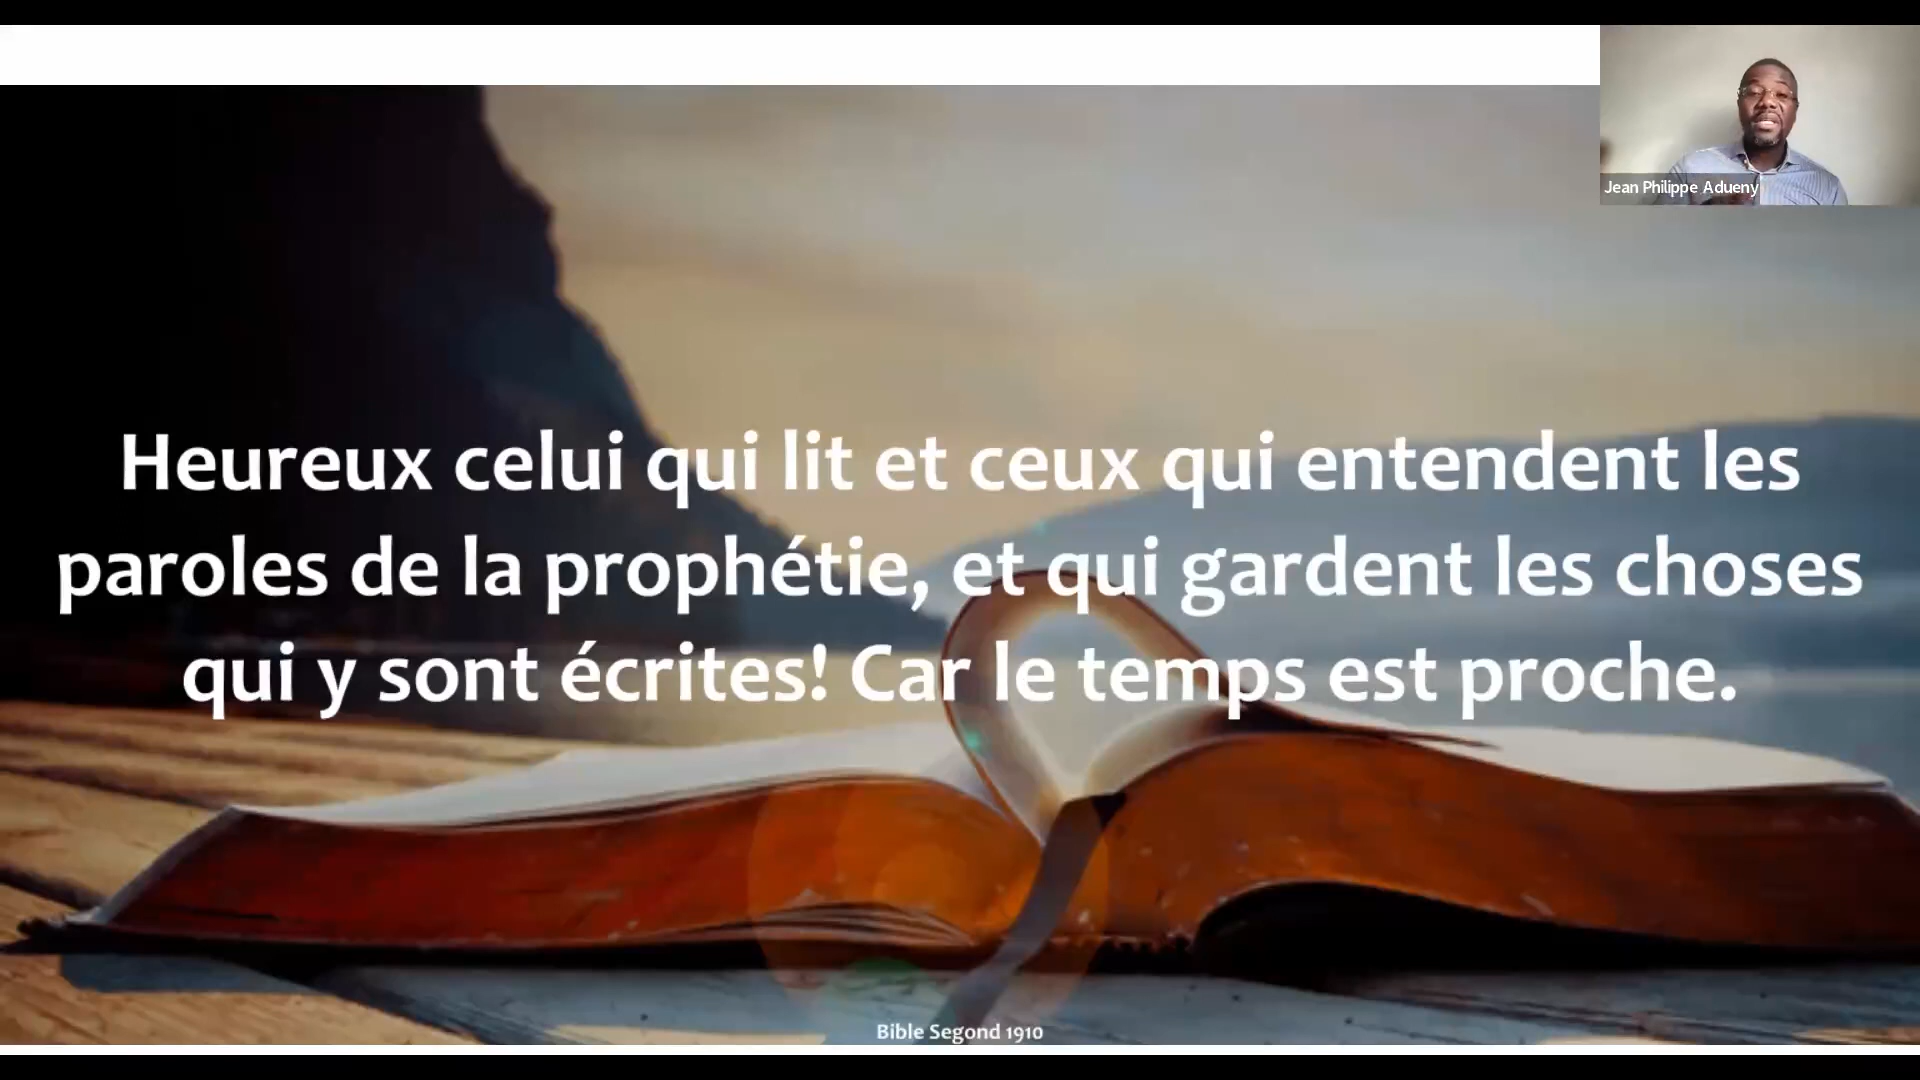 Jean Philippe Adueny
Heureux celui qui lit et ceux qui entendent les
paroles de la prophétie, et qui gardent les choses
qui y sont écrites! Car le temps est proche.
Bible Segond 1910